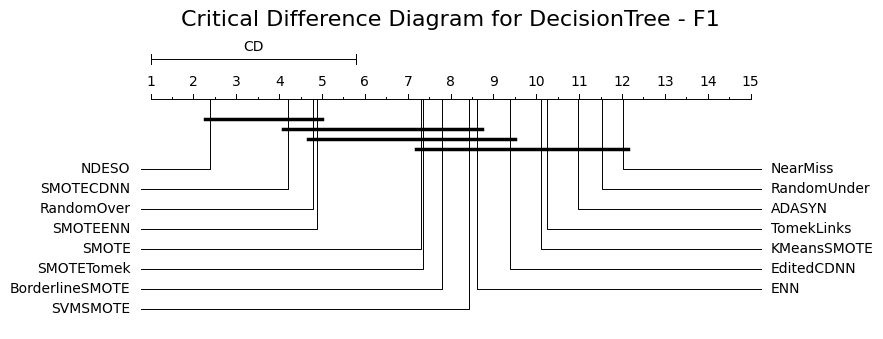 Critical Difference Diagram for DecisionTree - F1
CD
1 2 3 4 5 6 7 8 9 10 11 12 13 14 15
NDESO NearMiss
SMOTECDNN RandomUnder
RandomOver ADASYN
SMOTEENN TomekLinks
SMOTE KMeansSMOTE
SMOTETomek EditedCDNN
BorderlineSMOTE ENN
SVMSMOTE